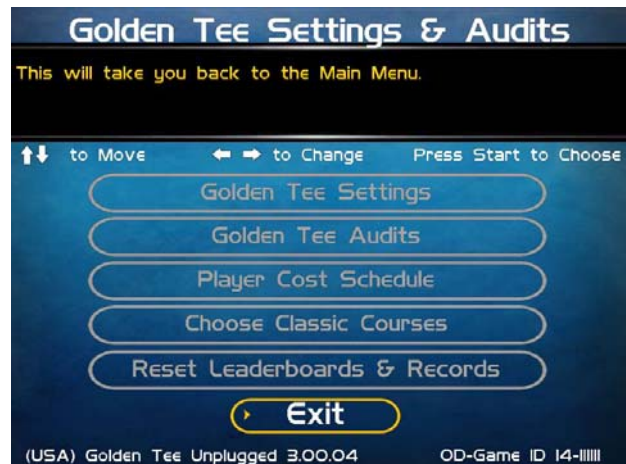 Golden Tee Settings & Audits
This will take you back to the Main Menu.
to Move to Change Press Start to Choose
Golden Tee Settings
Golden Tee Audits
Player Cost Schedule
Choose Classic Courses
Reset Leaderboards & Records
Exit
(USA) Golden Tee Unplugged 3.00.04 OD-Game ID 14-111111